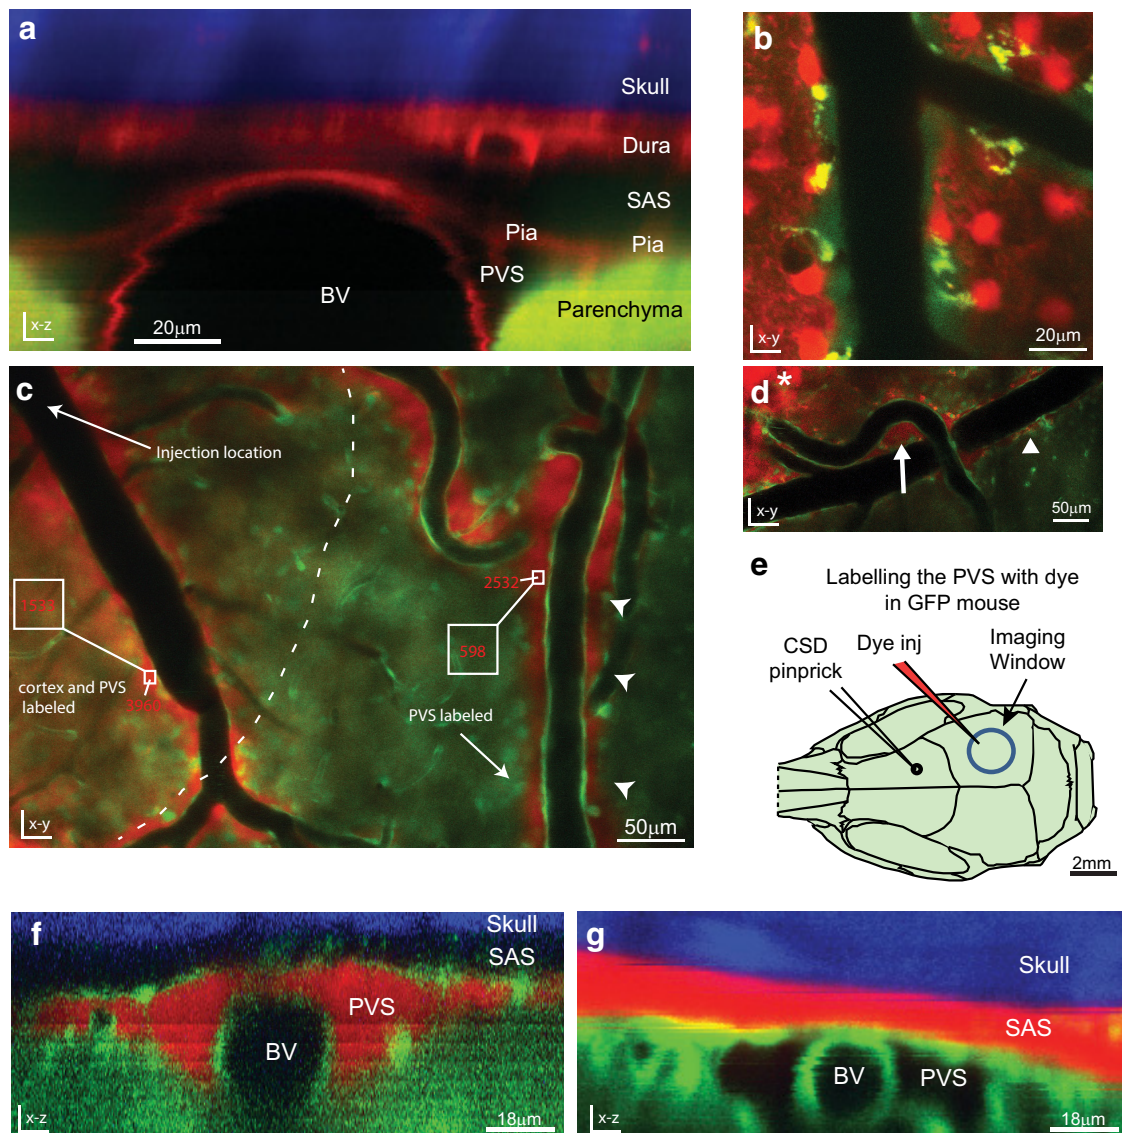 a
Skull
Dura
SAS
Pia
Pia
PVS
BV
Parenchyma
x-z
20µm
b
x-y
20µm
c
Injection location
1533
2532
598
cortex and PVS
labeled
3960
PVS labeled
x-y
50µm
d
*
x-y
50µm
e
Labelling the PVS with dye
in GFP mouse
CSD
pinprick
Dye inj
Imaging
Window
2mm
f
Skull
SAS
PVS
BV
x-z
18µm
g
Skull
SAS
BV
PVS
x-z
18µm